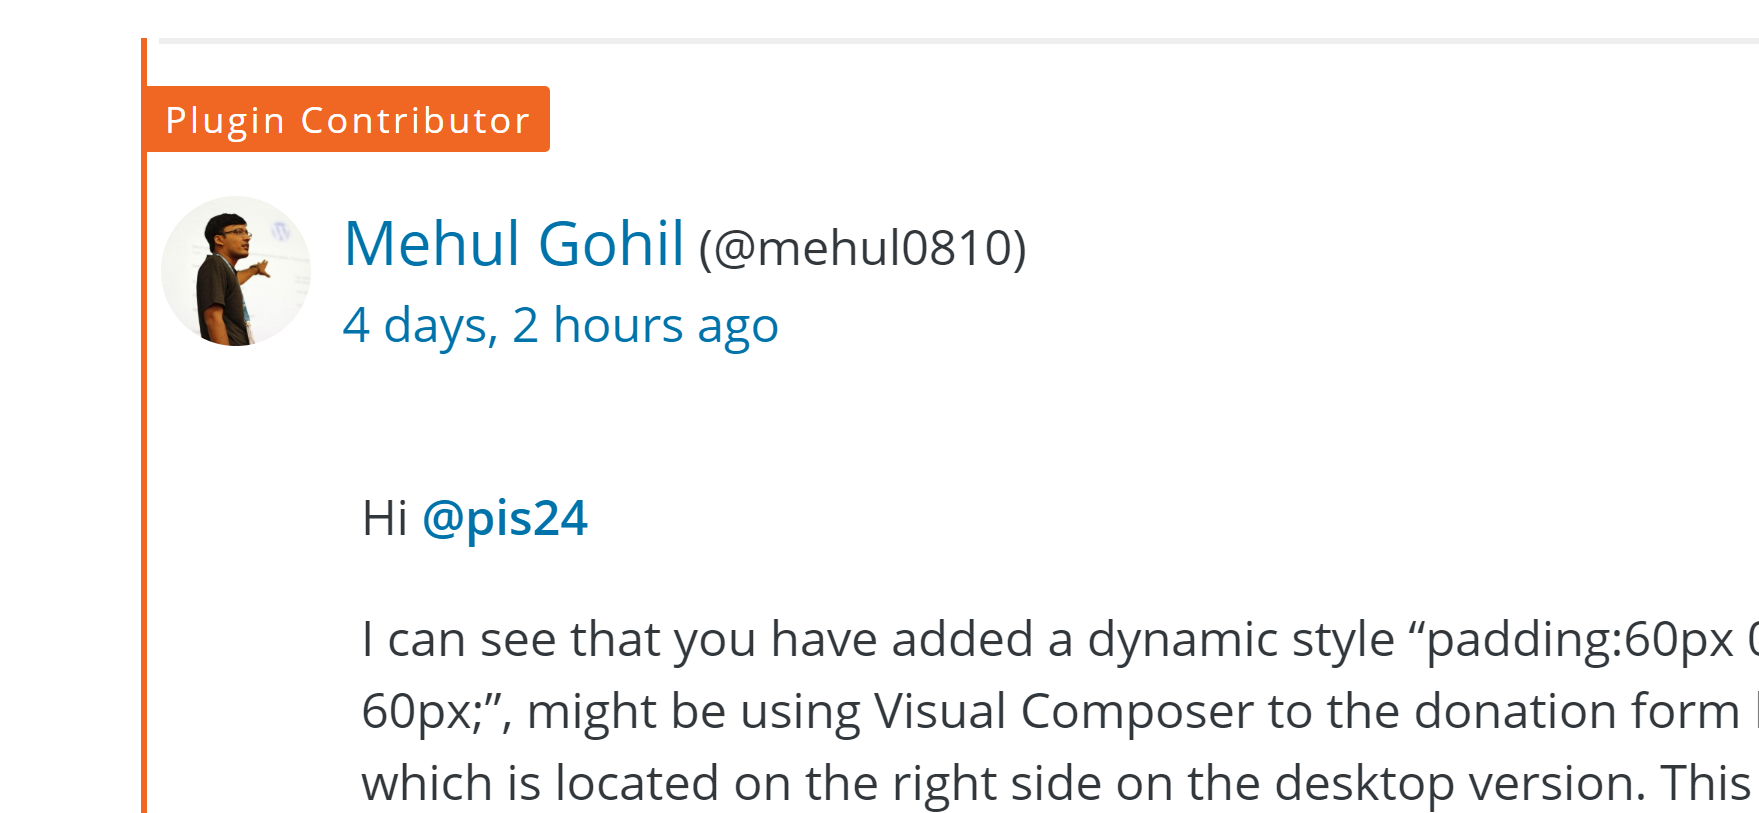 Plugin Contributor
Mehul Gohil (@mehul0810)
4 days, 2 hours ago
Hi @pis24
I can see that you have added a dynamic style “padding:60px
60px;”, might be using Visual Composer to the donation form
which is located on the right side on the desktop version. This